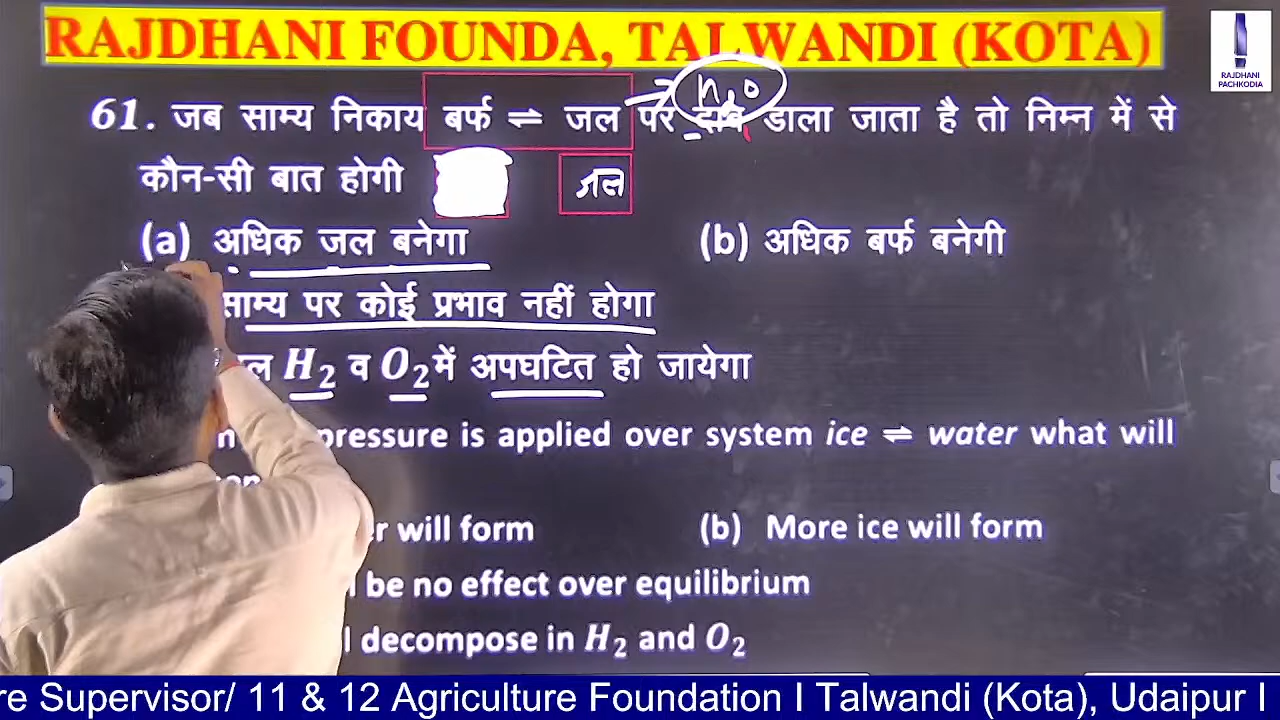 RAJDHANI FOUNDA, TALWANDI (KOTA)
RAJDHANI
PACHKODIA
61. जब साम्य निकाय बर्फ ⇌ जल पर दाब डाला जाता है तो निम्न में से
कौन-सी बात होगी
जल
(a) अधिक जल बनेगा (b) अधिक बर्फ बनेगी
साम्य पर कोई प्रभाव नहीं होगा
H₂ व O₂ में अपघटित हो जायेगा
pressure is applied over system ice ⇌ water what will
will form (b) More ice will form
be no effect over equilibrium
decompose in H₂ and O₂
re Supervisor/ 11 & 12 Agriculture Foundation I Talwandi (Kota), Udaipur I